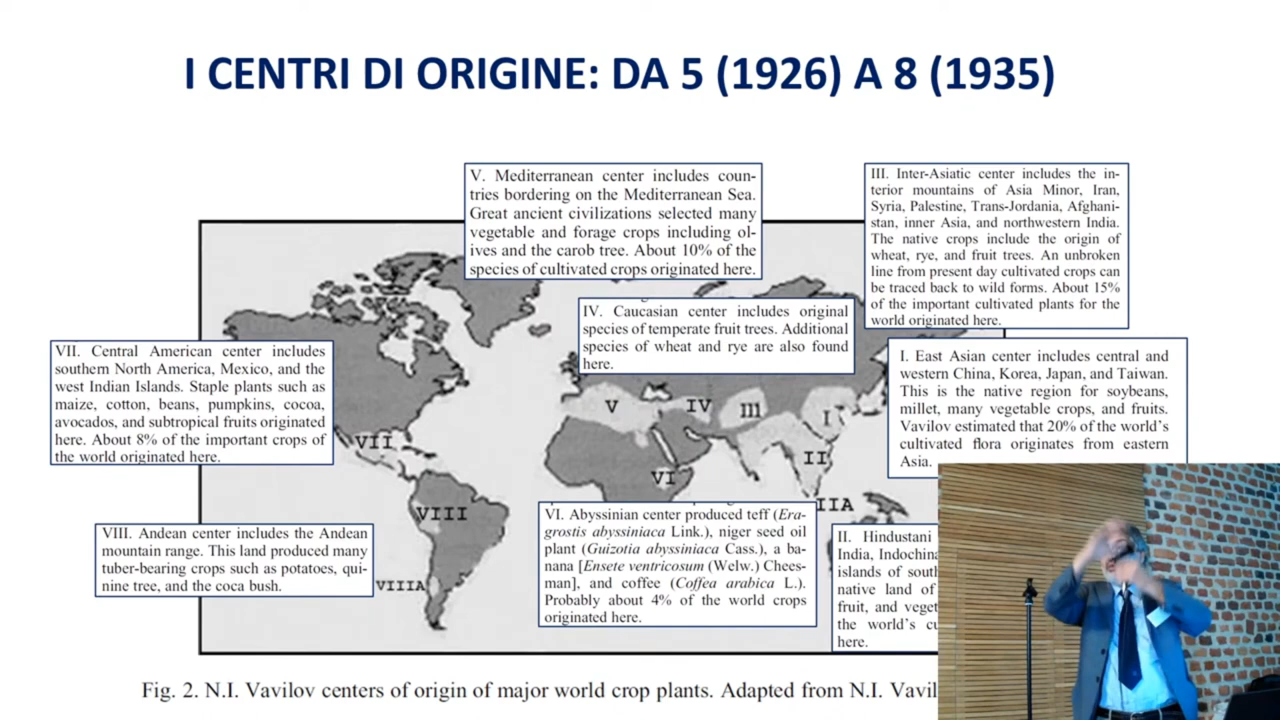 I CENTRI DI ORIGINE: DA 5 (1926) A 8 (1935)
V. Mediterranean center includes coun-
tries bordering on the Mediterranean Sea.
Great ancient civilizations selected many
vegetable and forage crops including ol-
ives and the carob tree. About 10% of the
species of cultivated crops originated here.
III. Inter-Asiatic center includes the in-
terior mountains of Asia Minor, Iran,
Syria, Palestine, Trans-Jordania, Afghani-
stan, inner Asia, and northwestern India.
The native crops include the origin of
wheat, rye, and fruit trees. An unbroken
line from present day cultivated crops can
be traced back to wild forms. About 15%
of the important cultivated plants for the
world originated here.
IV. Caucasian center includes original
species of temperate fruit trees. Additional
species of wheat and rye are also found
here.
VII. Central American center includes
southern North America, Mexico, and the
west Indian Islands. Staple plants such as
maize, cotton, beans, pumpkins, cocoa,
avocados, and subtropical fruits originated
here. About 8% of the important crops of
the world originated here.
I. East Asian center includes central and
western China, Korea, Japan, and Taiwan.
This is the native region for soybeans,
millet, many vegetable crops, and fruits.
Vavilov estimated that 20% of the world's
cultivated flora originates from eastern
Asia.
V
IV
III
I
VII
II
VI
IIA
VIII
VIIIA
VIII. Andean center includes the Andean
mountain range. This land produced many
tuber-bearing crops such as potatoes, qui-
nine tree, and the coca bush.
VI. Abyssinian center produced teff (Era-
grostis abyssiniaca Link.), niger seed oil
plant (Guizotia abyssiniaca Cass.), a ba-
nana [Ensete ventricosum (Welw.) Chees-
man], and coffee (Coffea arabica L.).
Probably about 4% of the world crops
originated here.
II. Hindustani
India, Indochina
islands of sout
native land of
fruit, and veget
the world's cu
here.
Fig. 2. N.I. Vavilov centers of origin of major world crop plants. Adapted from N.I. Vavil